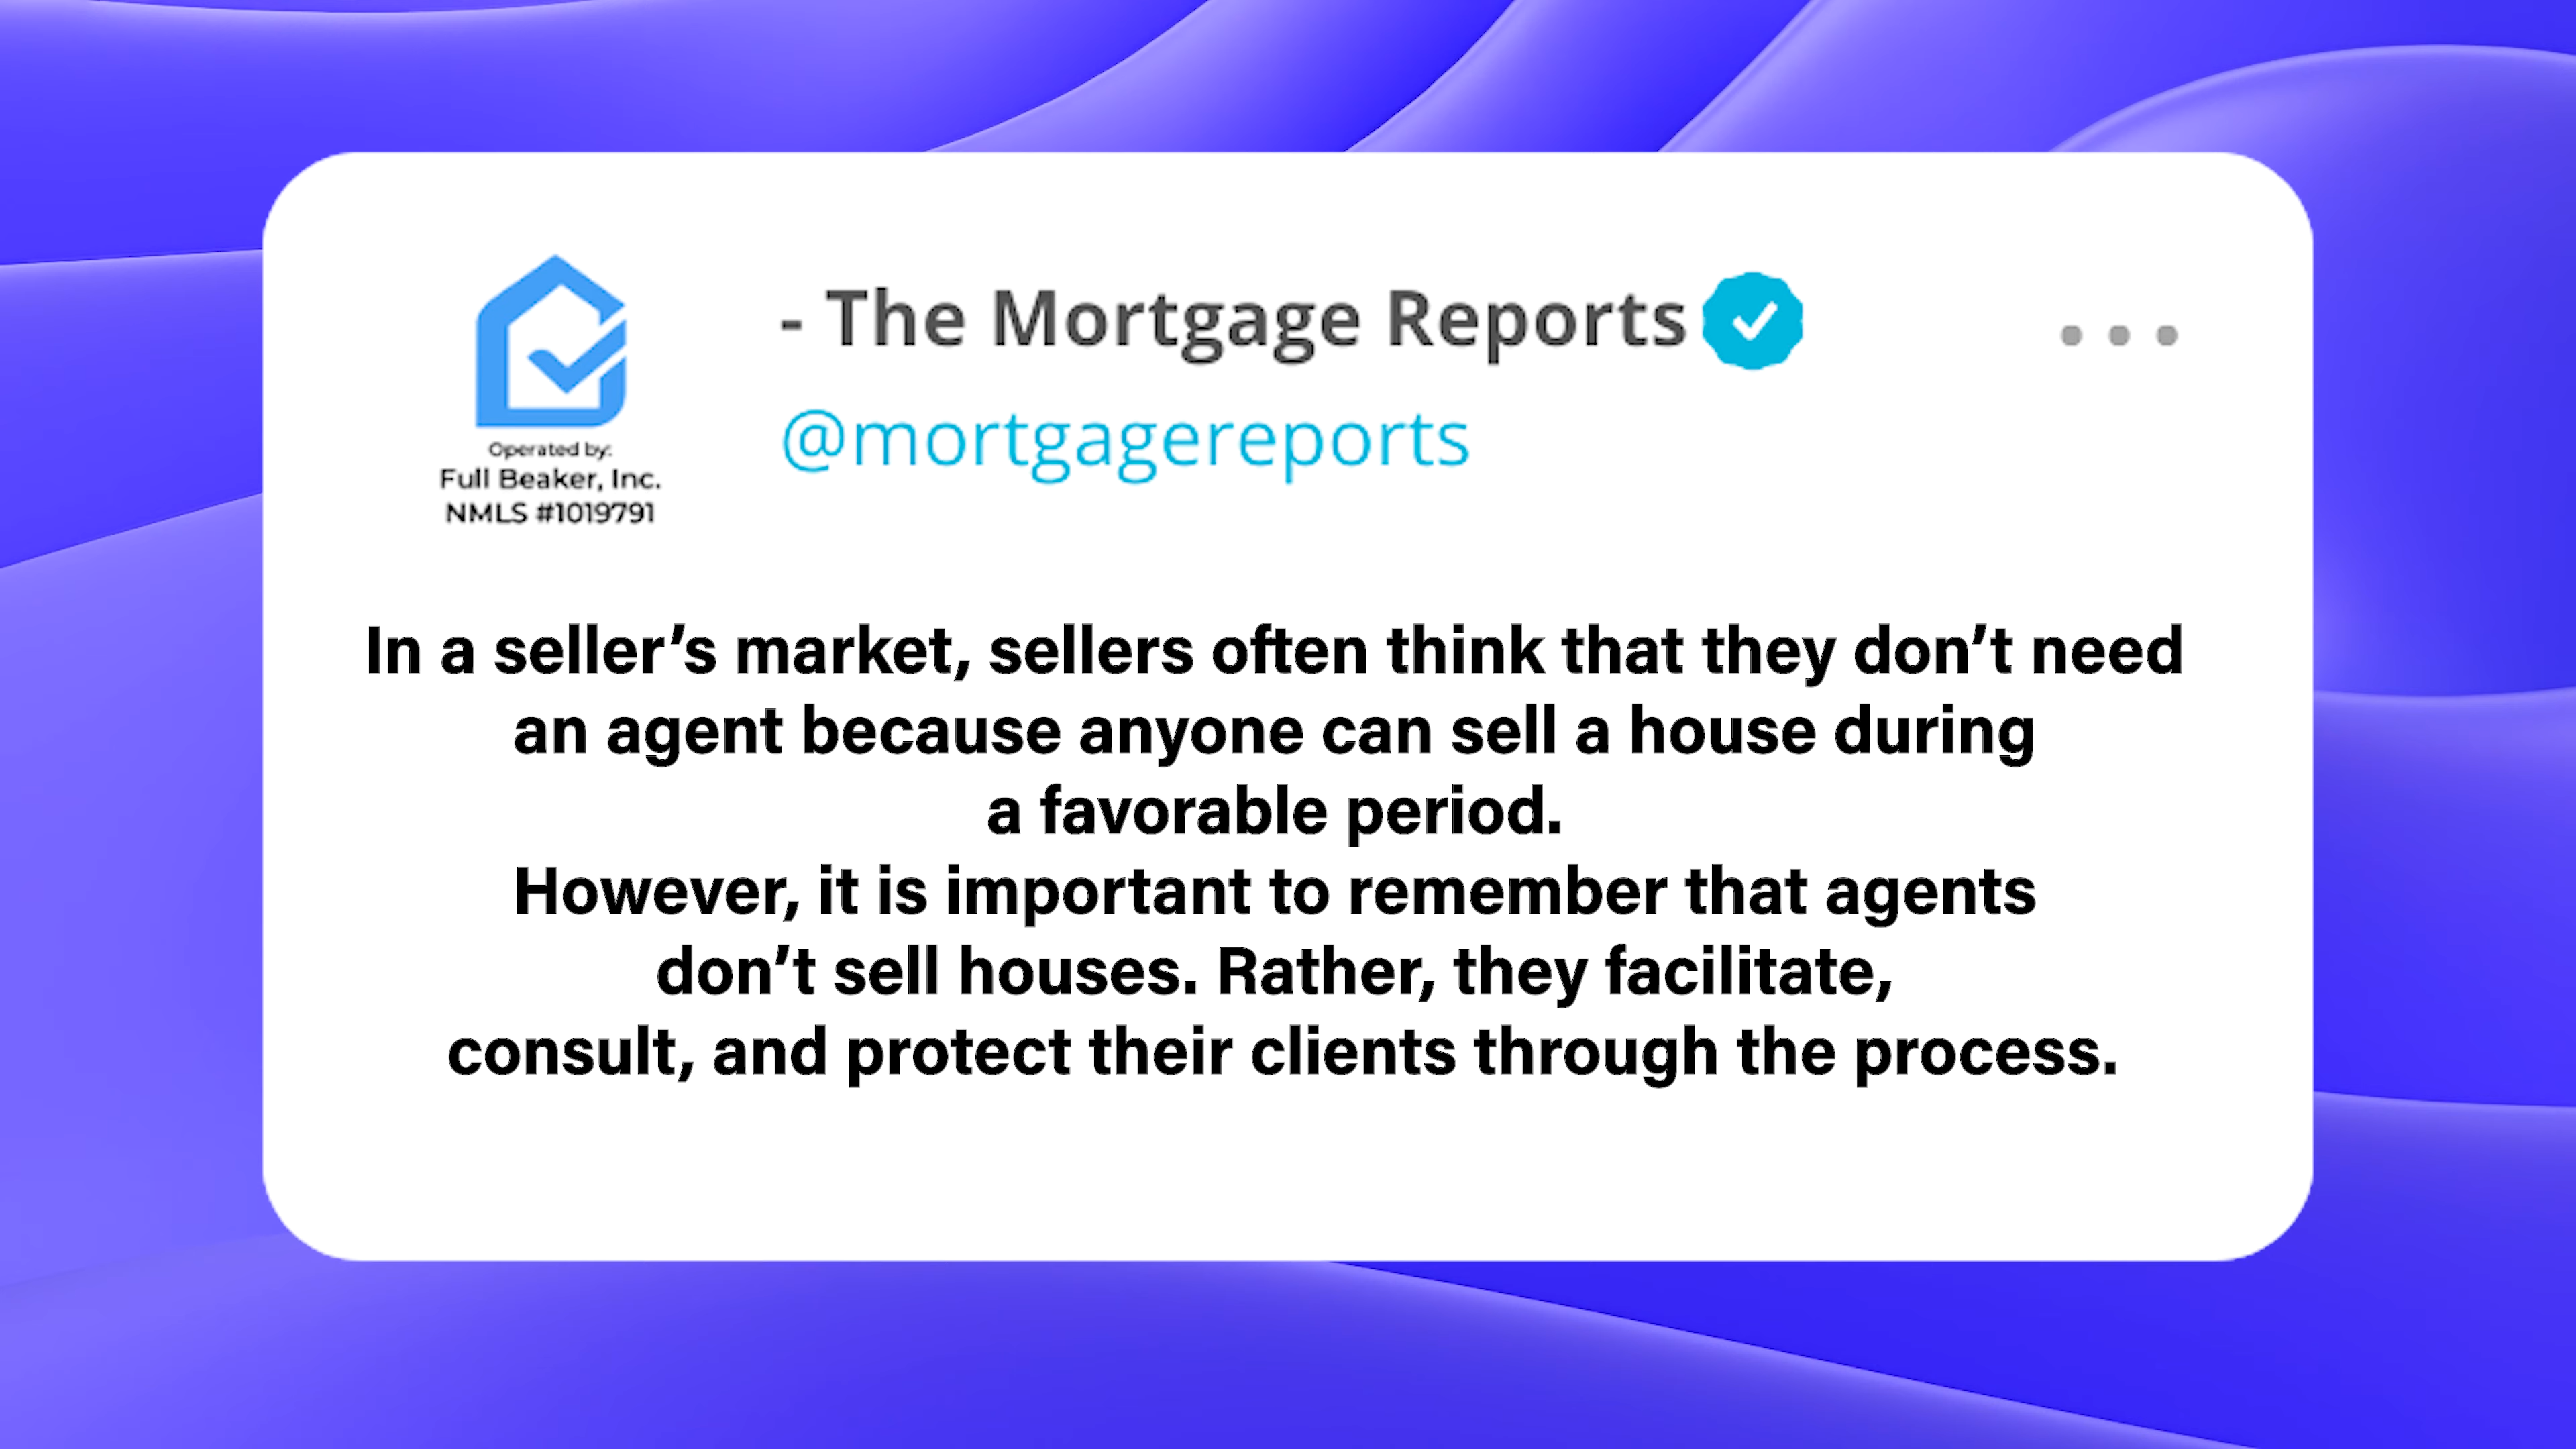 - The Mortgage Reports
@mortgagereports
Operated by:
Full Beaker, Inc.
NMLS #1019791
In a seller’s market, sellers often think that they don’t need
an agent because anyone can sell a house during
a favorable period.
However, it is important to remember that agents
don’t sell houses. Rather, they facilitate,
consult, and protect their clients through the process.